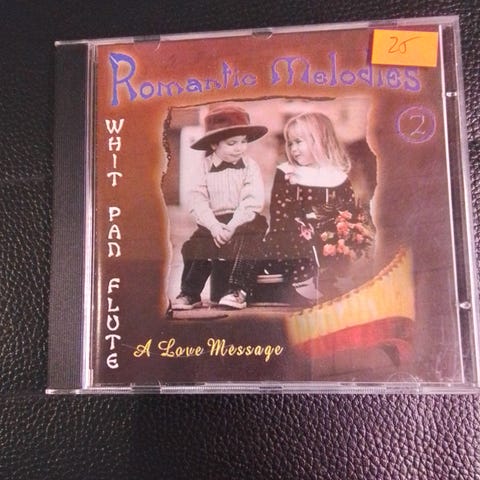 25
Romantic Melodies
2
WHIT PAN FLUTE
A Love Message